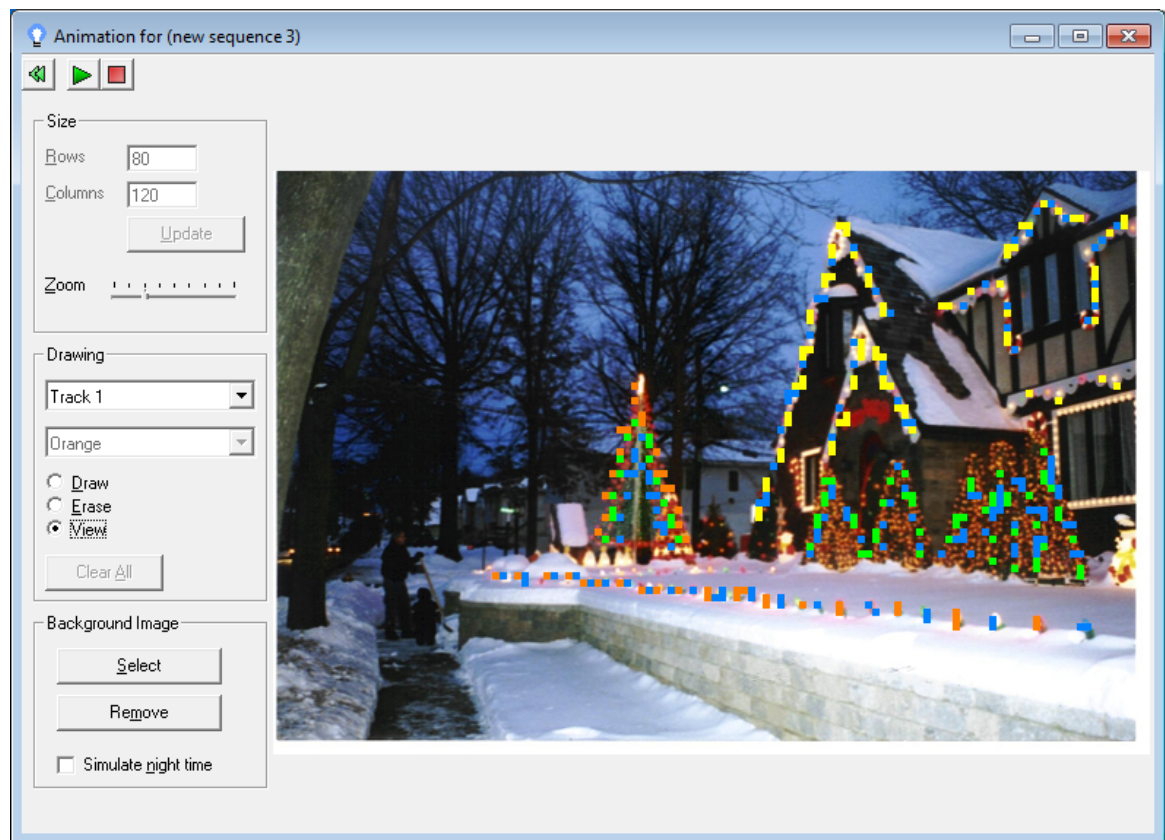 Animation for (new sequence 3)
Size
Rows 80
Columns 120
Update
Zoom
Drawing
Track 1
Orange
Draw
Erase
View
Clear All
Background Image
Select
Remove
Simulate night time